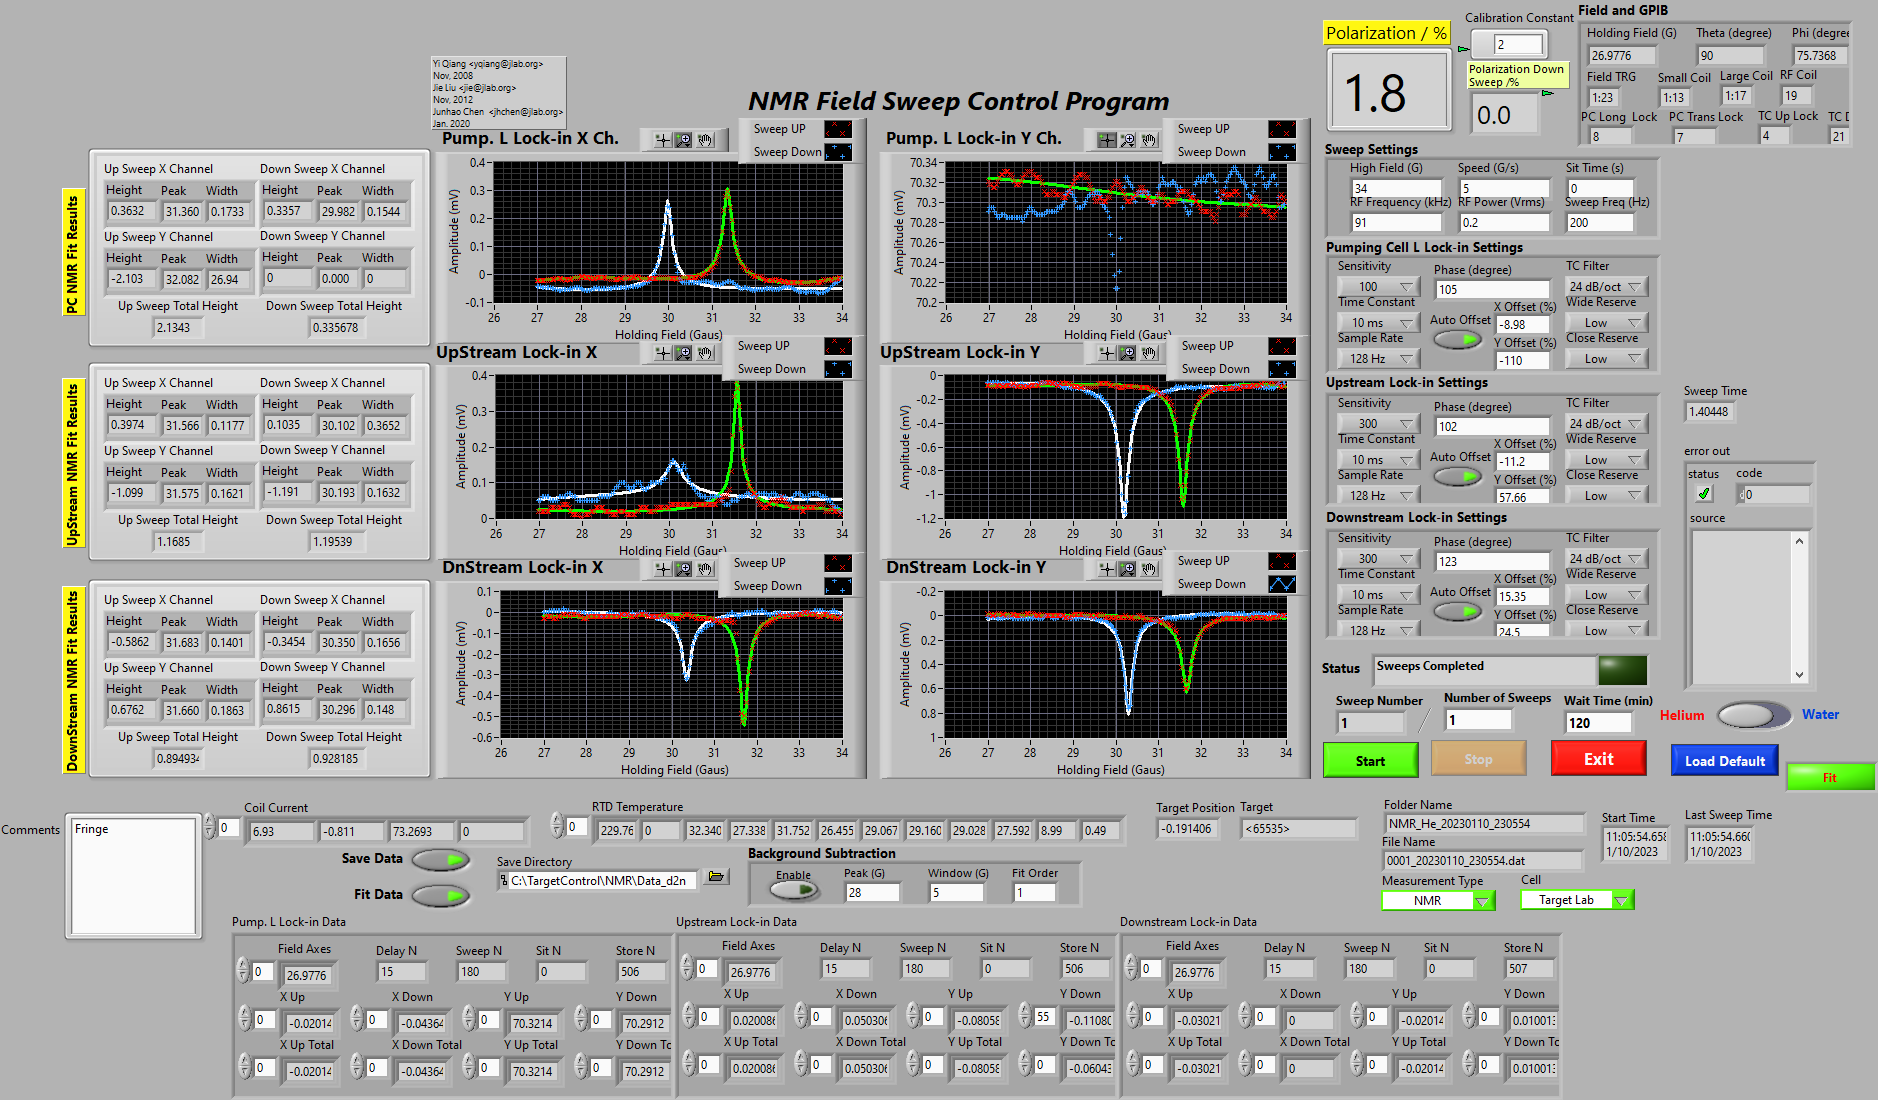 Yi Qiang <yqiang@jlab.org>
Nov, 2008
Jie Liu <jie@jlab.org>
Nov, 2012
Junhao Chen <jhchen@jlab.org>
Jan. 2020
NMR Field Sweep Control Program
Polarization / %
1.8
Calibration Constant
2
Polarization Down
Sweep /%
0.0
Field and GPIB
Holding Field (G) Theta (degree) Phi (degree
26.9776 90 75.7368
Field TRG Small Coil Large Coil RF Coil
1:23 1:13 1:17 19
PC Long Lock PC Trans Lock TC Up Lock TC D
8 7 4 21
PC NMR Fit Results
Up Sweep X Channel Down Sweep X Channel
Height Peak Width Height Peak Width
0.3632 31.360 0.1733 0.3357 29.982 0.1544
Up Sweep Y Channel Down Sweep Y Channel
Height Peak Width Height Peak Width
-2.103 32.082 26.94 0 0.000 0
Up Sweep Total Height Down Sweep Total Height
2.1343 0.335678
Pump. L Lock-in X Ch.
Sweep UP
Sweep Down
Amplitude (mV)
0.4
0.3
0.2
0.1
0
-0.1
26 27 28 29 30 31 32 33 34
Holding Field (Gaus)
Pump. L Lock-in Y Ch.
Sweep UP
Sweep Down
Amplitude (mV)
70.34
70.32
70.3
70.28
70.26
70.24
70.22
70.2
26 27 28 29 30 31 32 33 34
Holding Field (Gaus)
UpStream NMR Fit Results
Up Sweep X Channel Down Sweep X Channel
Height Peak Width Height Peak Width
0.3974 31.566 0.1177 0.1035 30.102 0.3652
Up Sweep Y Channel Down Sweep Y Channel
Height Peak Width Height Peak Width
-1.099 31.575 0.1621 -1.191 30.193 0.1632
Up Sweep Total Height Down Sweep Total Height
1.1685 1.19539
UpStream Lock-in X
Sweep UP
Sweep Down
Amplitude (mV)
0.4
0.3
0.2
0.1
0
26 27 28 29 30 31 32 33 34
Holding Field (Gaus)
UpStream Lock-in Y
Sweep UP
Sweep Down
Amplitude (mV)
0
-0.2
-0.4
-0.6
-0.8
-1
-1.2
26 27 28 29 30 31 32 33 34
Holding Field (Gaus)
DownStream NMR Fit Results
Up Sweep X Channel Down Sweep X Channel
Height Peak Width Height Peak Width
-0.5862 31.683 0.1401 -0.3454 30.350 0.1656
Up Sweep Y Channel Down Sweep Y Channel
Height Peak Width Height Peak Width
0.6762 31.660 0.1863 0.8615 30.296 0.148
Up Sweep Total Height Down Sweep Total Height
0.894934 0.928185
DnStream Lock-in X
Sweep UP
Sweep Down
Amplitude (mV)
0.1
0
-0.1
-0.2
-0.3
-0.4
-0.5
-0.6
26 27 28 29 30 31 32 33 34
Holding Field (Gaus)
DnStream Lock-in Y
Sweep UP
Sweep Down
Amplitude (mV)
-0.2
0
0.2
0.4
0.6
0.8
1
26 27 28 29 30 31 32 33 34
Holding Field (Gaus)
Sweep Settings
High Field (G) Speed (G/s) Sit Time (s)
34 5 0
RF Frequency (kHz) RF Power (Vrms) Sweep Freq (Hz)
91 0.2 200
Pumping Cell L Lock-in Settings
Sensitivity Phase (degree) TC Filter
100 105 24 dB/oct
Time Constant X Offset (%) Wide Reserve
10 ms Auto Offset -8.98 Low
Sample Rate Y Offset (%) Close Reserve
128 Hz -110 Low
Upstream Lock-in Settings
Sensitivity Phase (degree) TC Filter
300 102 24 dB/oct
Time Constant X Offset (%) Wide Reserve
10 ms Auto Offset -11.2 Low
Sample Rate Y Offset (%) Close Reserve
128 Hz 57.66 Low
Downstream Lock-in Settings
Sensitivity Phase (degree) TC Filter
300 123 24 dB/oct
Time Constant X Offset (%) Wide Reserve
10 ms Auto Offset 15.35 Low
Sample Rate Y Offset (%) Close Reserve
128 Hz 24.5 Low
Sweep Time
1.40448
error out
status code
0
source
Status Sweeps Completed
Sweep Number Number of Sweeps Wait Time (min)
1 / 1 120
Helium Water
Start Stop Exit Load Default Fit
Comments
Fringe
Coil Current
0 6.93 -0.811 73.2693 0
RTD Temperature
0 229.76 0 32.340 27.338 31.752 26.455 29.067 29.160 29.028 27.592 8.99 0.49
Target Position Target
-0.191406 <65535>
Folder Name
NMR_He_20230110_230554
File Name
0001_20230110_230554.dat
Start Time
11:05:54.658
1/10/2023
Last Sweep Time
11:05:54.660
1/10/2023
Measurement Type Cell
NMR Target Lab
Save Data
Fit Data
Save Directory
C:\TargetControl\NMR\Data_d2n
Background Subtraction
Enable Peak (G) Window (G) Fit Order
28 5 1
Pump. L Lock-in Data
Field Axes Delay N Sweep N Sit N Store N
0 26.9776 15 180 0 506
X Up X Down Y Up Y Down
0 -0.02014 0 -0.04364 0 70.3214 0 70.2912
X Up Total X Down Total Y Up Total Y Down To
0 -0.02014 0 -0.04364 0 70.3214 0 70.2912
Upstream Lock-in Data
Field Axes Delay N Sweep N Sit N Store N
0 26.9776 15 180 0 506
X Up X Down Y Up Y Down
0 0.020086 0 0.050306 0 -0.08058 55 -0.11080
X Up Total X Down Total Y Up Total Y Down To
0 0.020086 0 0.050306 0 -0.08058 0 -0.06043
Downstream Lock-in Data
Field Axes Delay N Sweep N Sit N Store N
0 26.9776 15 180 0 507
X Up X Down Y Up Y Down
0 -0.03021 0 0 0 -0.02014 0 0.010013
X Up Total X Down Total Y Up Total Y Down To
0 -0.03021 0 0 0 -0.02014 0 0.010013